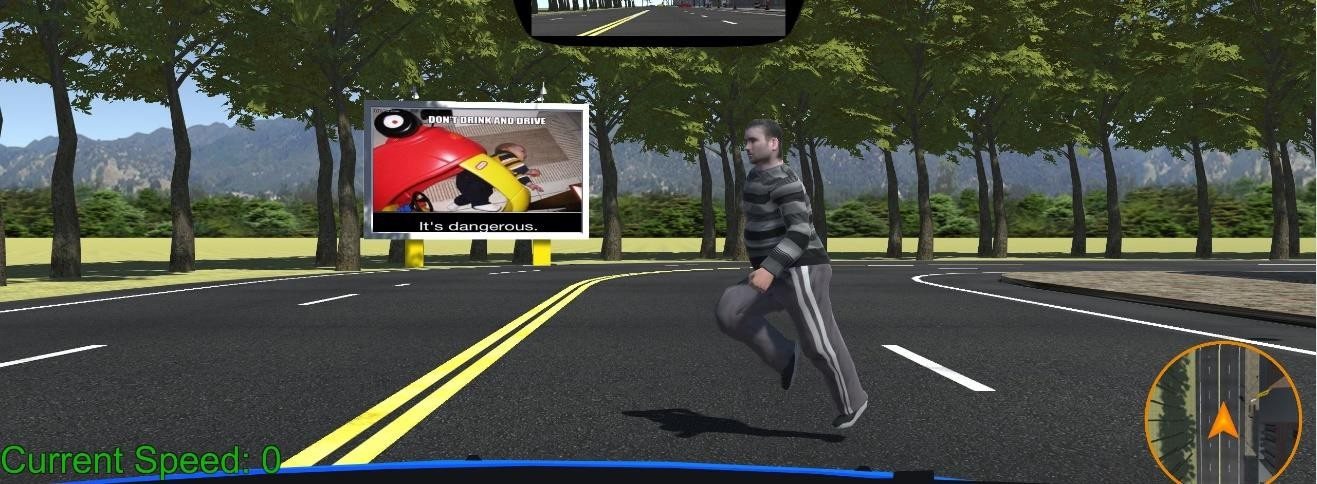 DON'T DRINK AND DRIVE
It's dangerous.
Current Speed: 0